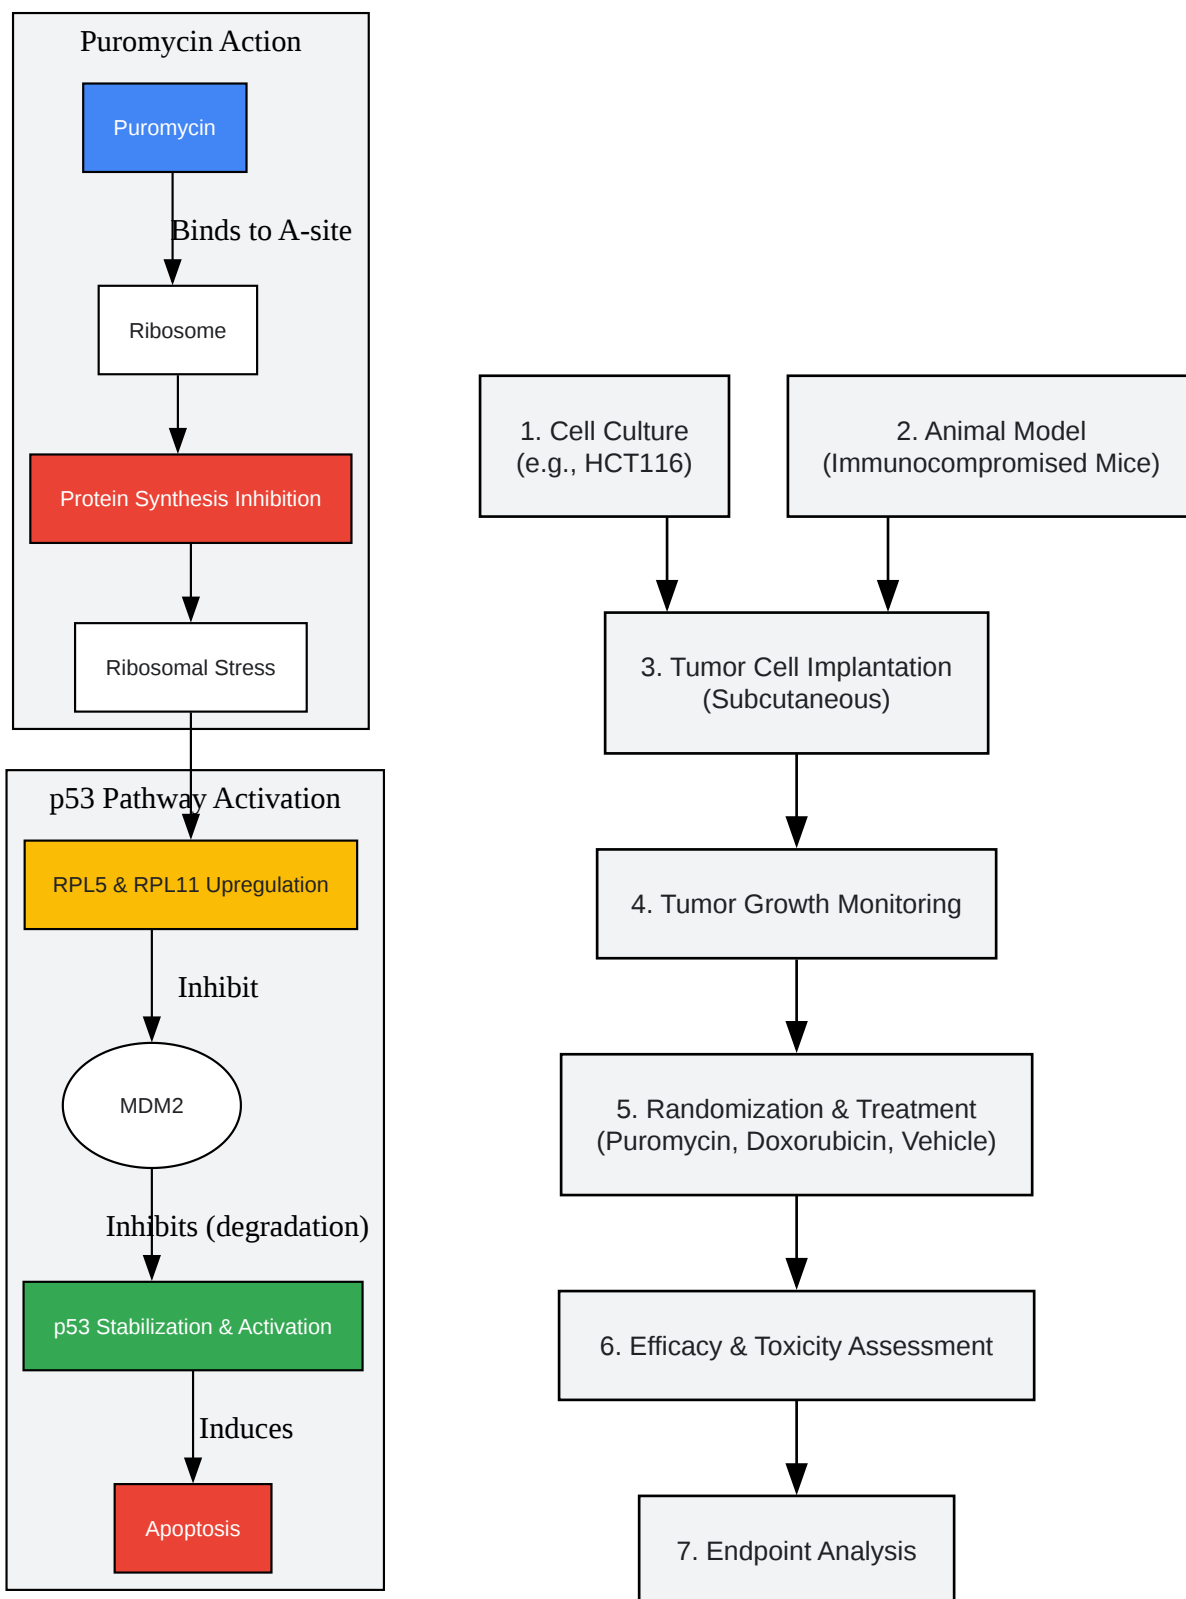 Puromycin Action
Puromycin
Binds to A-site
Ribosome
Protein Synthesis Inhibition
Ribosomal Stress
p53 Pathway Activation
RPL5 & RPL11 Upregulation
Inhibit
MDM2
Inhibits (degradation)
p53 Stabilization & Activation
Induces
Apoptosis
1. Cell Culture
(e.g., HCT116)
2. Animal Model
(Immunocompromised Mice)
3. Tumor Cell Implantation
(Subcutaneous)
4. Tumor Growth Monitoring
5. Randomization & Treatment
(Puromycin, Doxorubicin, Vehicle)
6. Efficacy & Toxicity Assessment
7. Endpoint Analysis